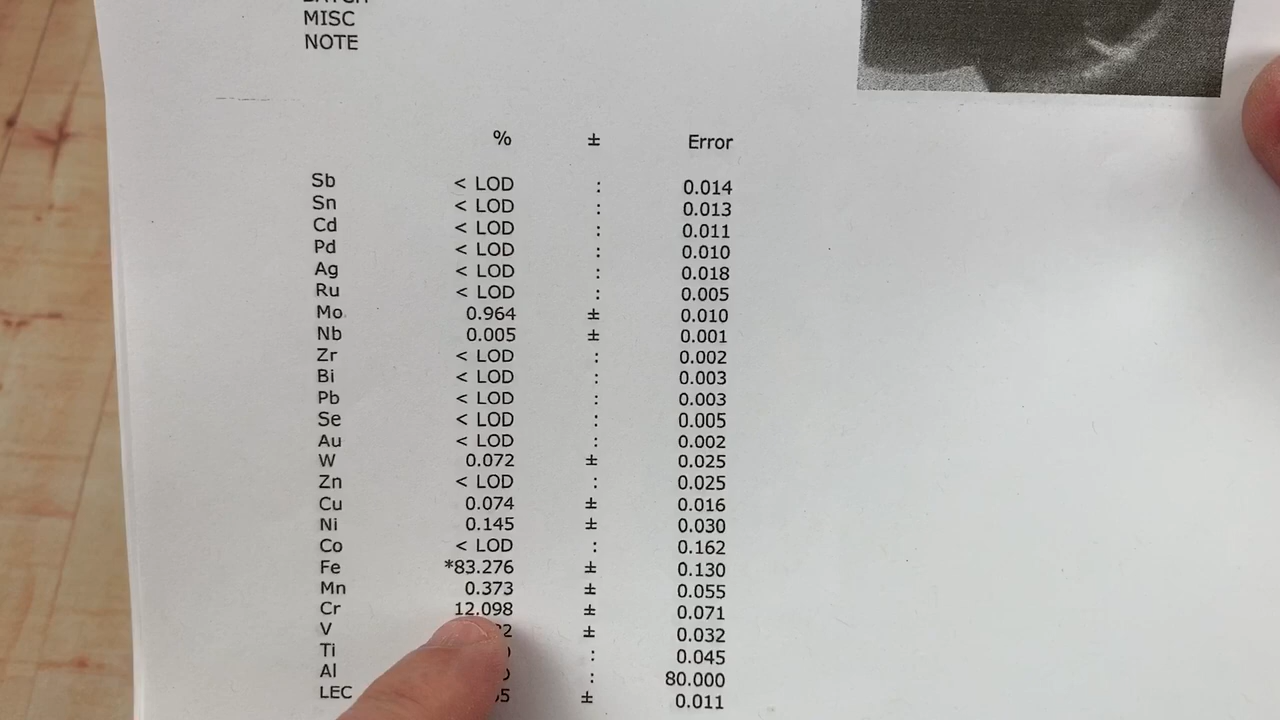 MISC
NOTE
% ± Error
Sb < LOD : 0.014
Sn < LOD : 0.013
Cd < LOD : 0.011
Pd < LOD : 0.010
Ag < LOD : 0.018
Ru < LOD : 0.005
Mo 0.964 ± 0.010
Nb 0.005 ± 0.001
Zr < LOD : 0.002
Bi < LOD : 0.003
Pb < LOD : 0.003
Se < LOD : 0.005
Au < LOD : 0.002
W 0.072 ± 0.025
Zn < LOD : 0.025
Cu 0.074 ± 0.016
Ni 0.145 ± 0.030
Co < LOD : 0.162
Fe *83.276 ± 0.130
Mn 0.373 ± 0.055
Cr 12.098 ± 0.071
V ± 0.032
Ti : 0.045
Al : 80.000
LEC ± 0.011